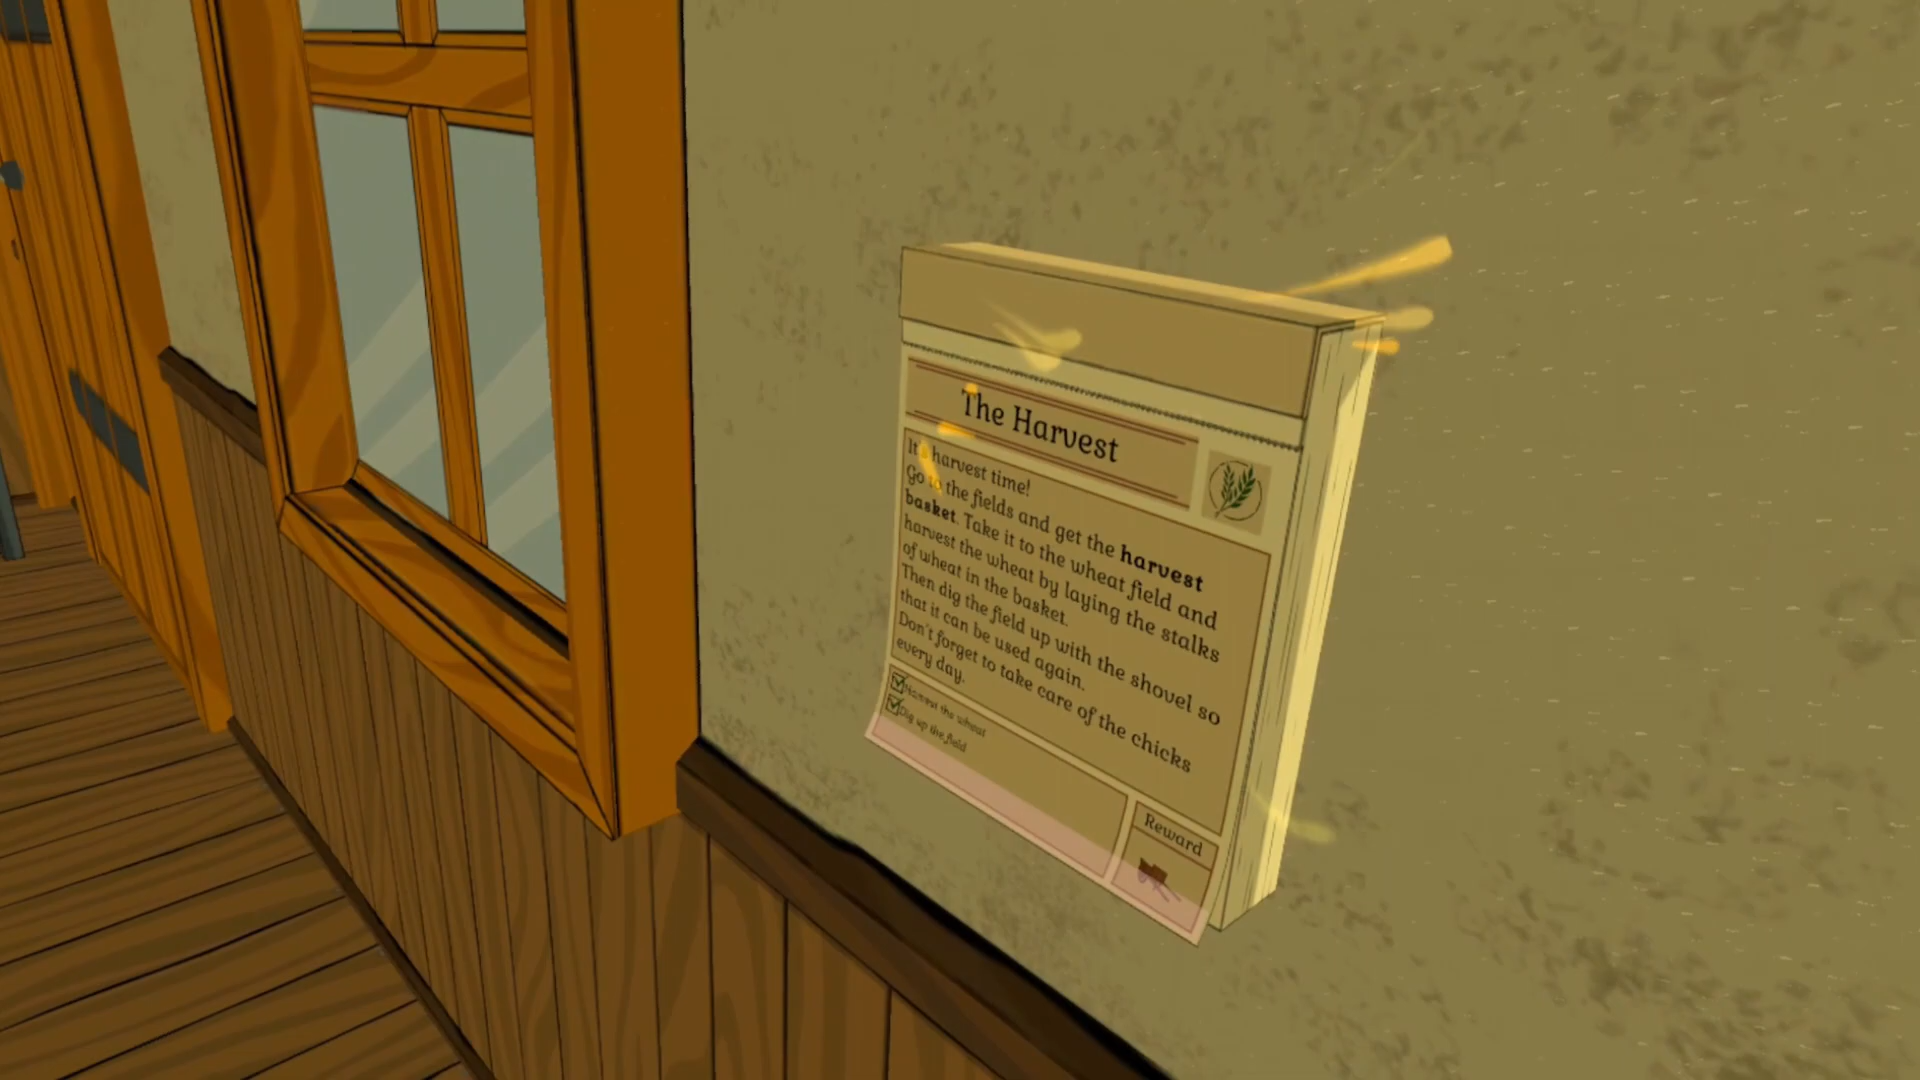 The Harvest
It's harvest time!
Go to the fields and get the harvest
basket. Take it to the wheat field and
harvest the wheat by laying the stalks
of wheat in the basket.
Then dig the field up with the shovel so
that it can be used again.
Don't forget to take care of the chicks
every day.
Harvest the wheat
Dig up the field
Reward